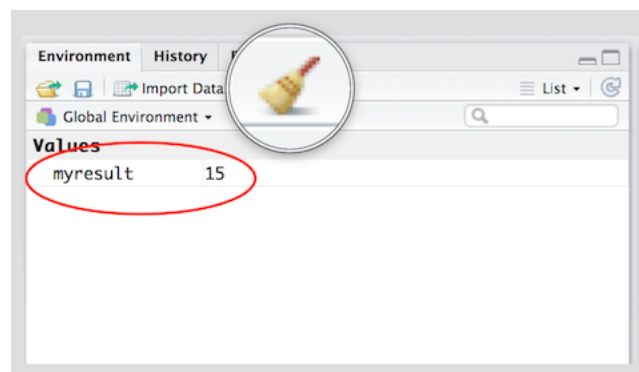 Environment History
Import Data List
Global Environment
Values
myresult 15